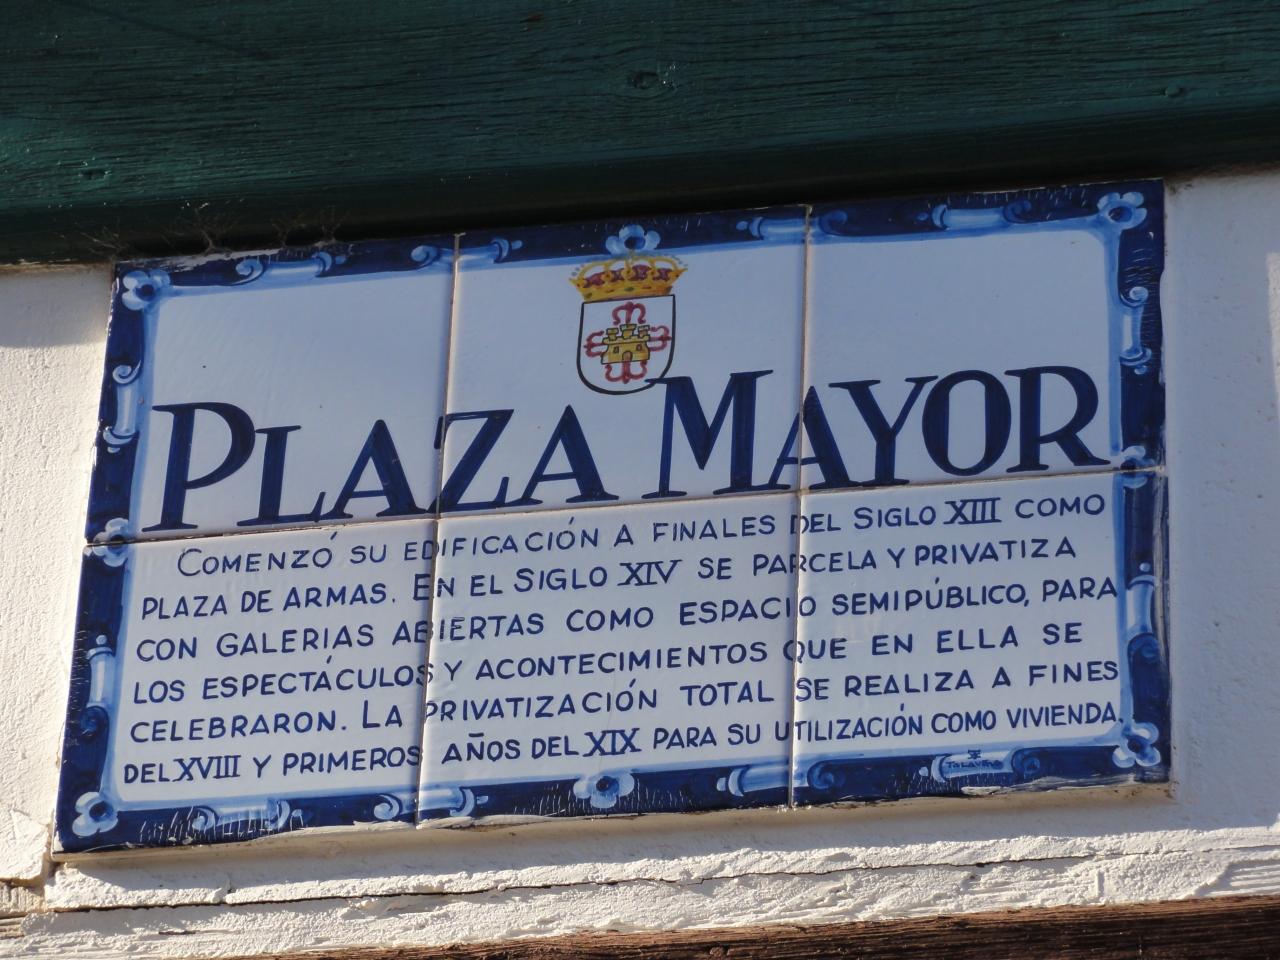 PLAZA MAYOR
COMENZÓ SU EDIFICACIÓN A FINALES DEL SIGLO XIII COMO
PLAZA DE ARMAS. EN EL SIGLO XIV SE PARCELA Y PRIVATIZA
CON GALERIAS ABIERTAS COMO ESPACIO SEMIPÚBLICO, PARA
LOS ESPECTÁCULOS Y ACONTECIMIENTOS QUE EN ELLA SE
CELEBRARON. LA PRIVATIZACIÓN TOTAL SE REALIZA A FINES
DEL XVIII Y PRIMEROS AÑOS DEL XIX PARA SU UTILIZACIÓN COMO VIVIENDA.
TALAVERA